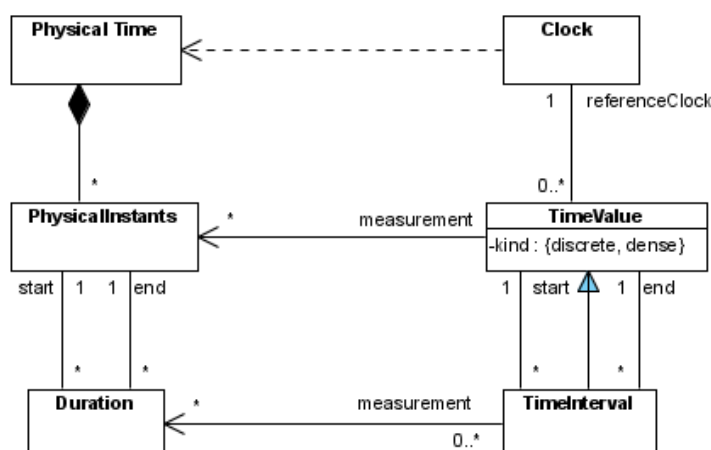 Physical Time
Clock
1
referenceClock
*
0..*
PhysicalInstants
*
measurement
TimeValue
-kind : {discrete, dense}
start
1
1
end
1
start
1
end
*
*
*
*
Duration
*
measurement
TimeInterval
0..*